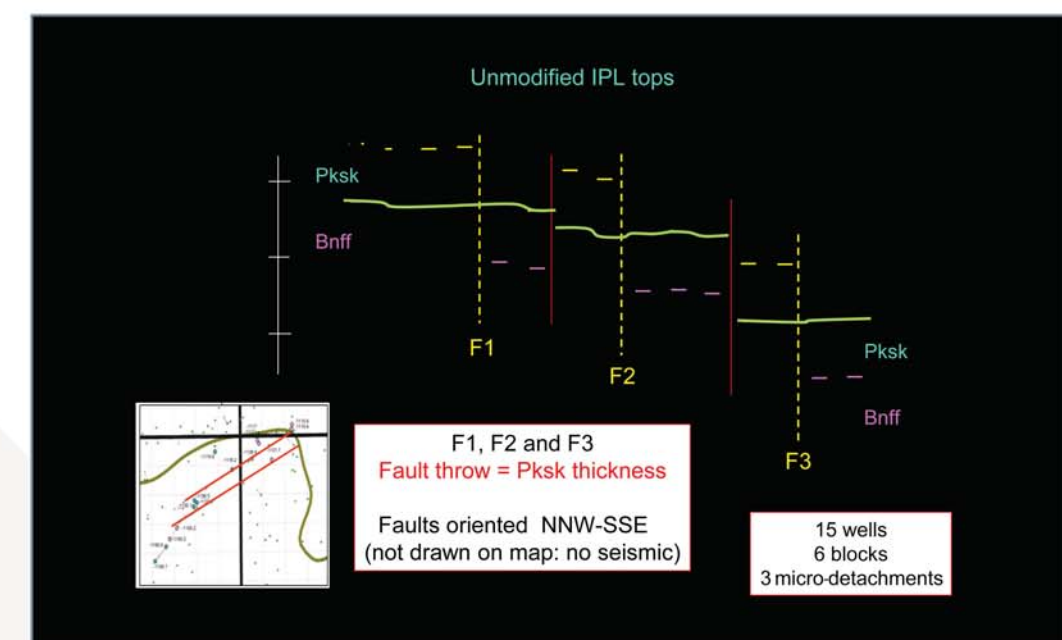 Unmodified IPL tops
Pksk
Bnff
F1
F2
F3
Pksk
Bnff
F1, F2 and F3
Fault throw = Pksk thickness
Faults oriented NNW-SSE
(not drawn on map: no seismic)
15 wells
6 blocks
3 micro-detachments